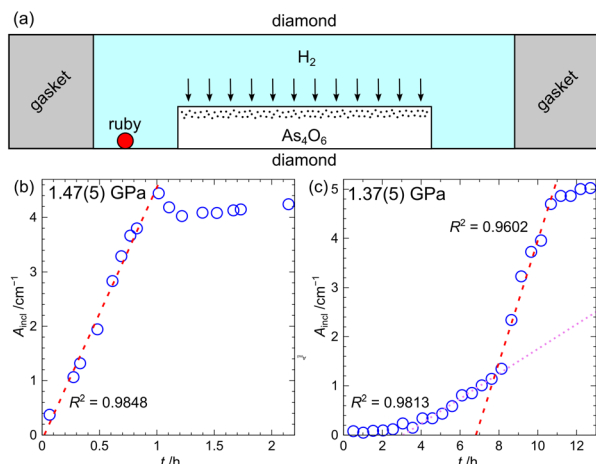 (a)
diamond
H2
gasket
gasket
ruby
As4O6
diamond
(b)
1.47(5) GPa
Aincl /cm−1
4
3
2
1
0
R2 = 0.9848
0.0
0.5
1.0
1.5
2
t/h
(c)
1.37(5) GPa
Aincl /cm−1
5
4
3
2
1
0
R2 = 0.9602
R2 = 0.9813
0
2
4
6
8
10
12
t/h